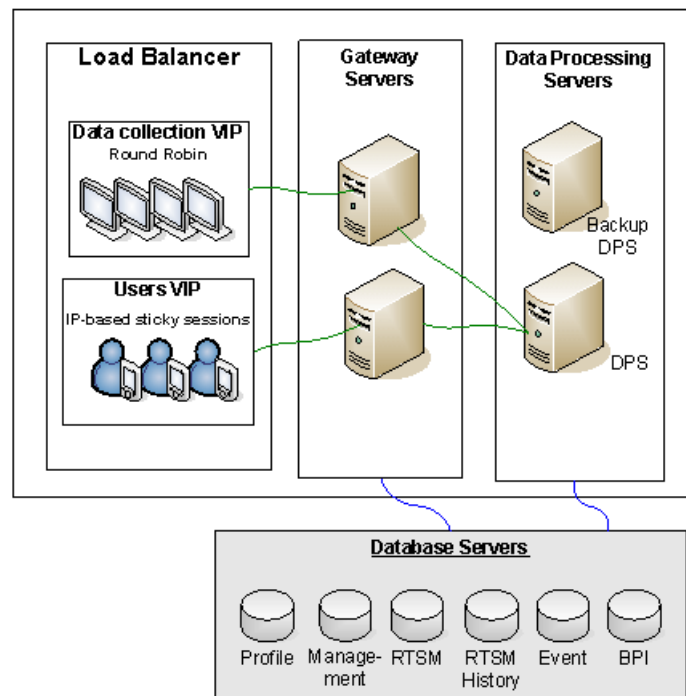 Load Balancer
Data collection VIP
Round Robin
Users VIP
IP-based sticky sessions
Gateway
Servers
Data Processing
Servers
Backup
DPS
DPS
Database Servers
Profile
Manage-
ment
RTSM
RTSM
History
Event
BPI